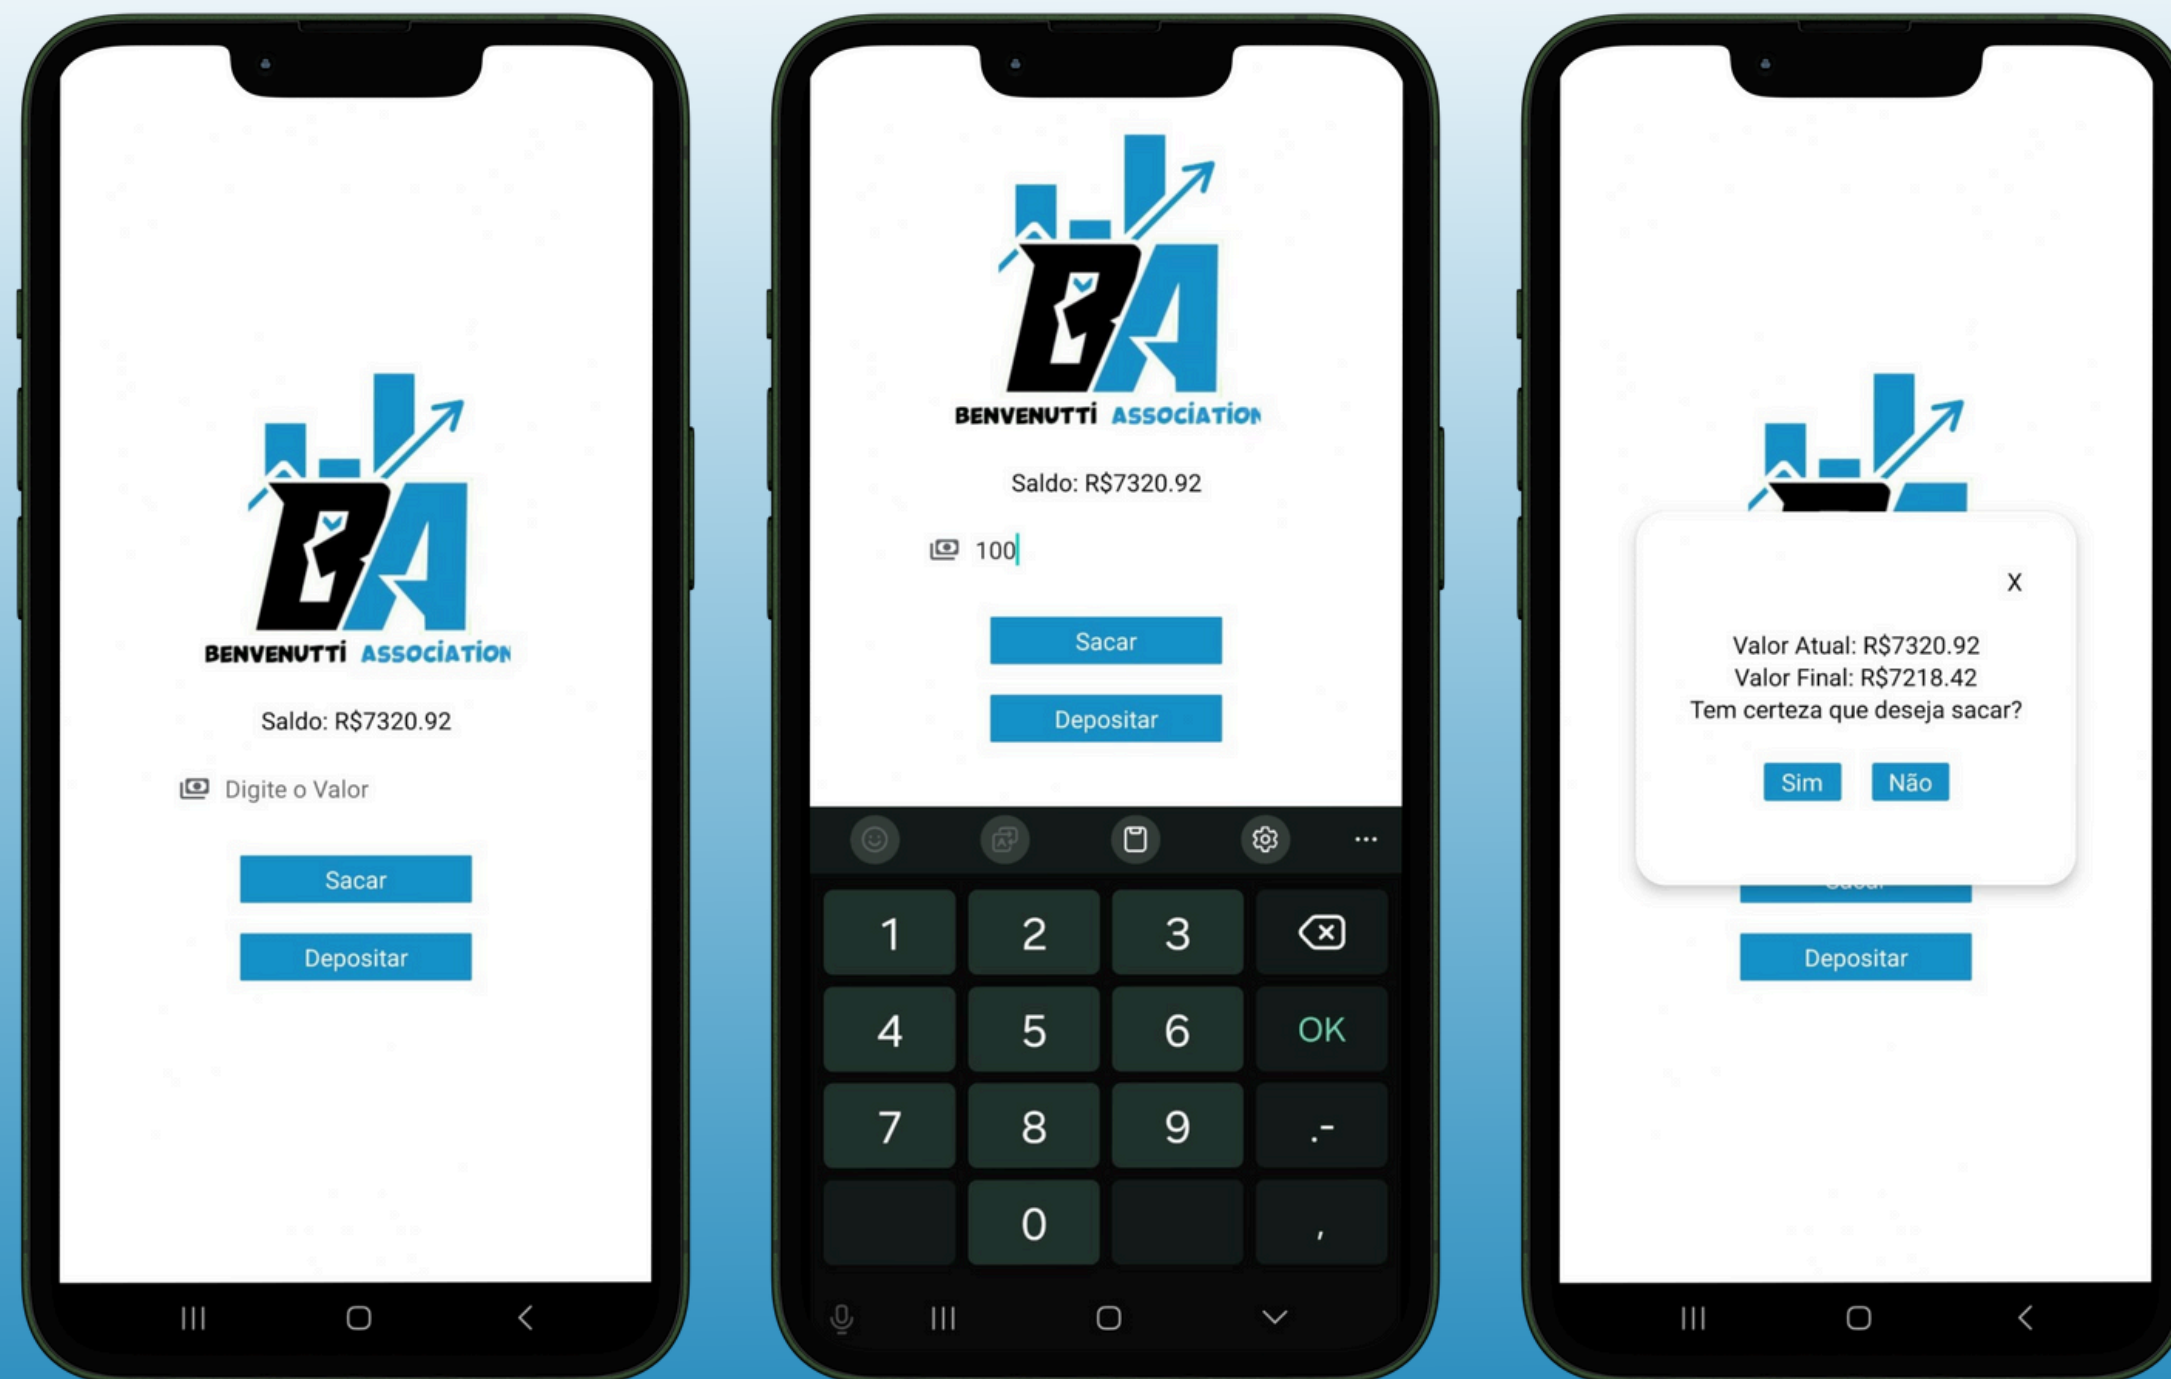 BENVENUTTi ASSOCiATiON
Saldo: R$7320.92
Digite o Valor
Sacar
Depositar
BENVENUTTi ASSOCiATiON
Saldo: R$7320.92
100
Sacar
Depositar
1 2 3
4 5 6 OK
7 8 9 .-
0 ,
X
Valor Atual: R$7320.92
Valor Final: R$7218.42
Tem certeza que deseja sacar?
Sim Não
Sacar
Depositar